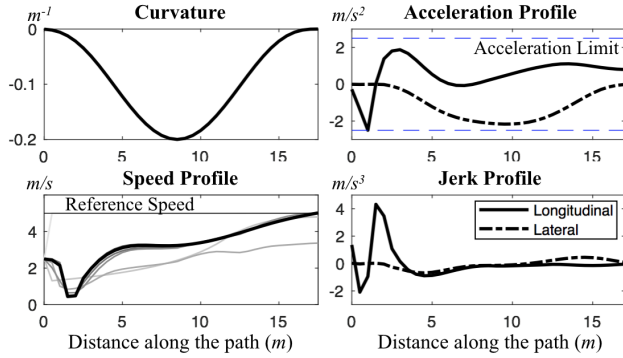 Curvature
m⁻¹
0
-0.1
-0.2
0 5 10 15
Acceleration Profile
m/s²
Acceleration Limit
2
0
-2
0 5 10 15
Speed Profile
m/s
Reference Speed
4
2
0
0 5 10 15
Distance along the path (m)
Jerk Profile
m/s³
Longitudinal
Lateral
4
2
0
-2
0 5 10 15
Distance along the path (m)